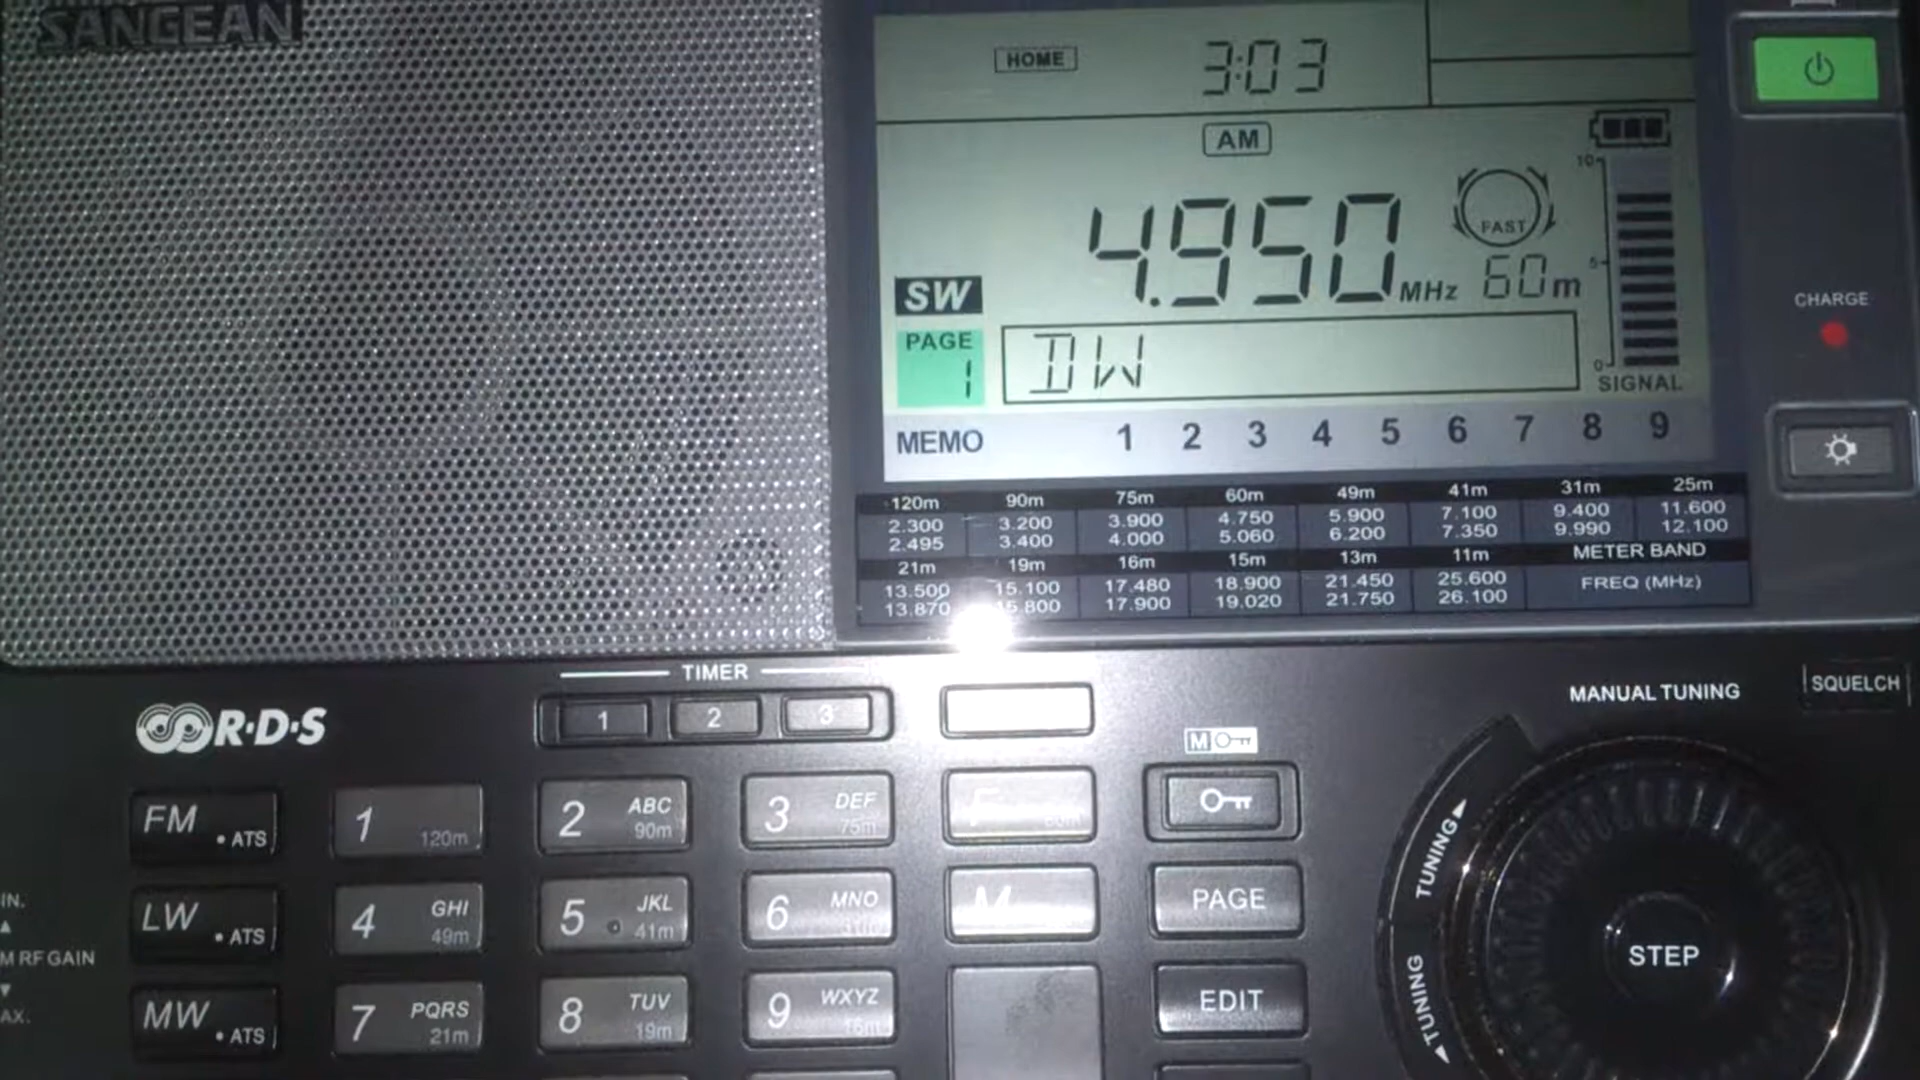 SANGEAN
HOME 3:03
AM
10
4.950 MHz 60m
FAST
5
SW
PAGE
1
DW
0
SIGNAL
MEMO 1 2 3 4 5 6 7 8 9
CHARGE
120m 90m 75m 60m 49m 41m 31m 25m
2.300 3.200 3.900 4.750 5.900 7.100 9.400 11.600
2.495 3.400 4.000 5.060 6.200 7.350 9.990 12.100
21m 19m 16m 15m 13m 11m METER BAND
13.500 15.100 17.480 18.900 21.450 25.600 FREQ (MHz)
13.870 15.800 17.900 19.020 21.750 26.100
TIMER
1 2 3
R·D·S
MANUAL TUNING
SQUELCH
M
FM • ATS
1 120m
2 ABC 90m
3 DEF 75m
F
LW • ATS
4 GHI 49m
5 JKL 41m
6 MNO
M
PAGE
MW • ATS
7 PQRS 21m
8 TUV 19m
9 WXYZ 16m
EDIT
TUNING
TUNING
STEP
IN.
M RF GAIN
AX.